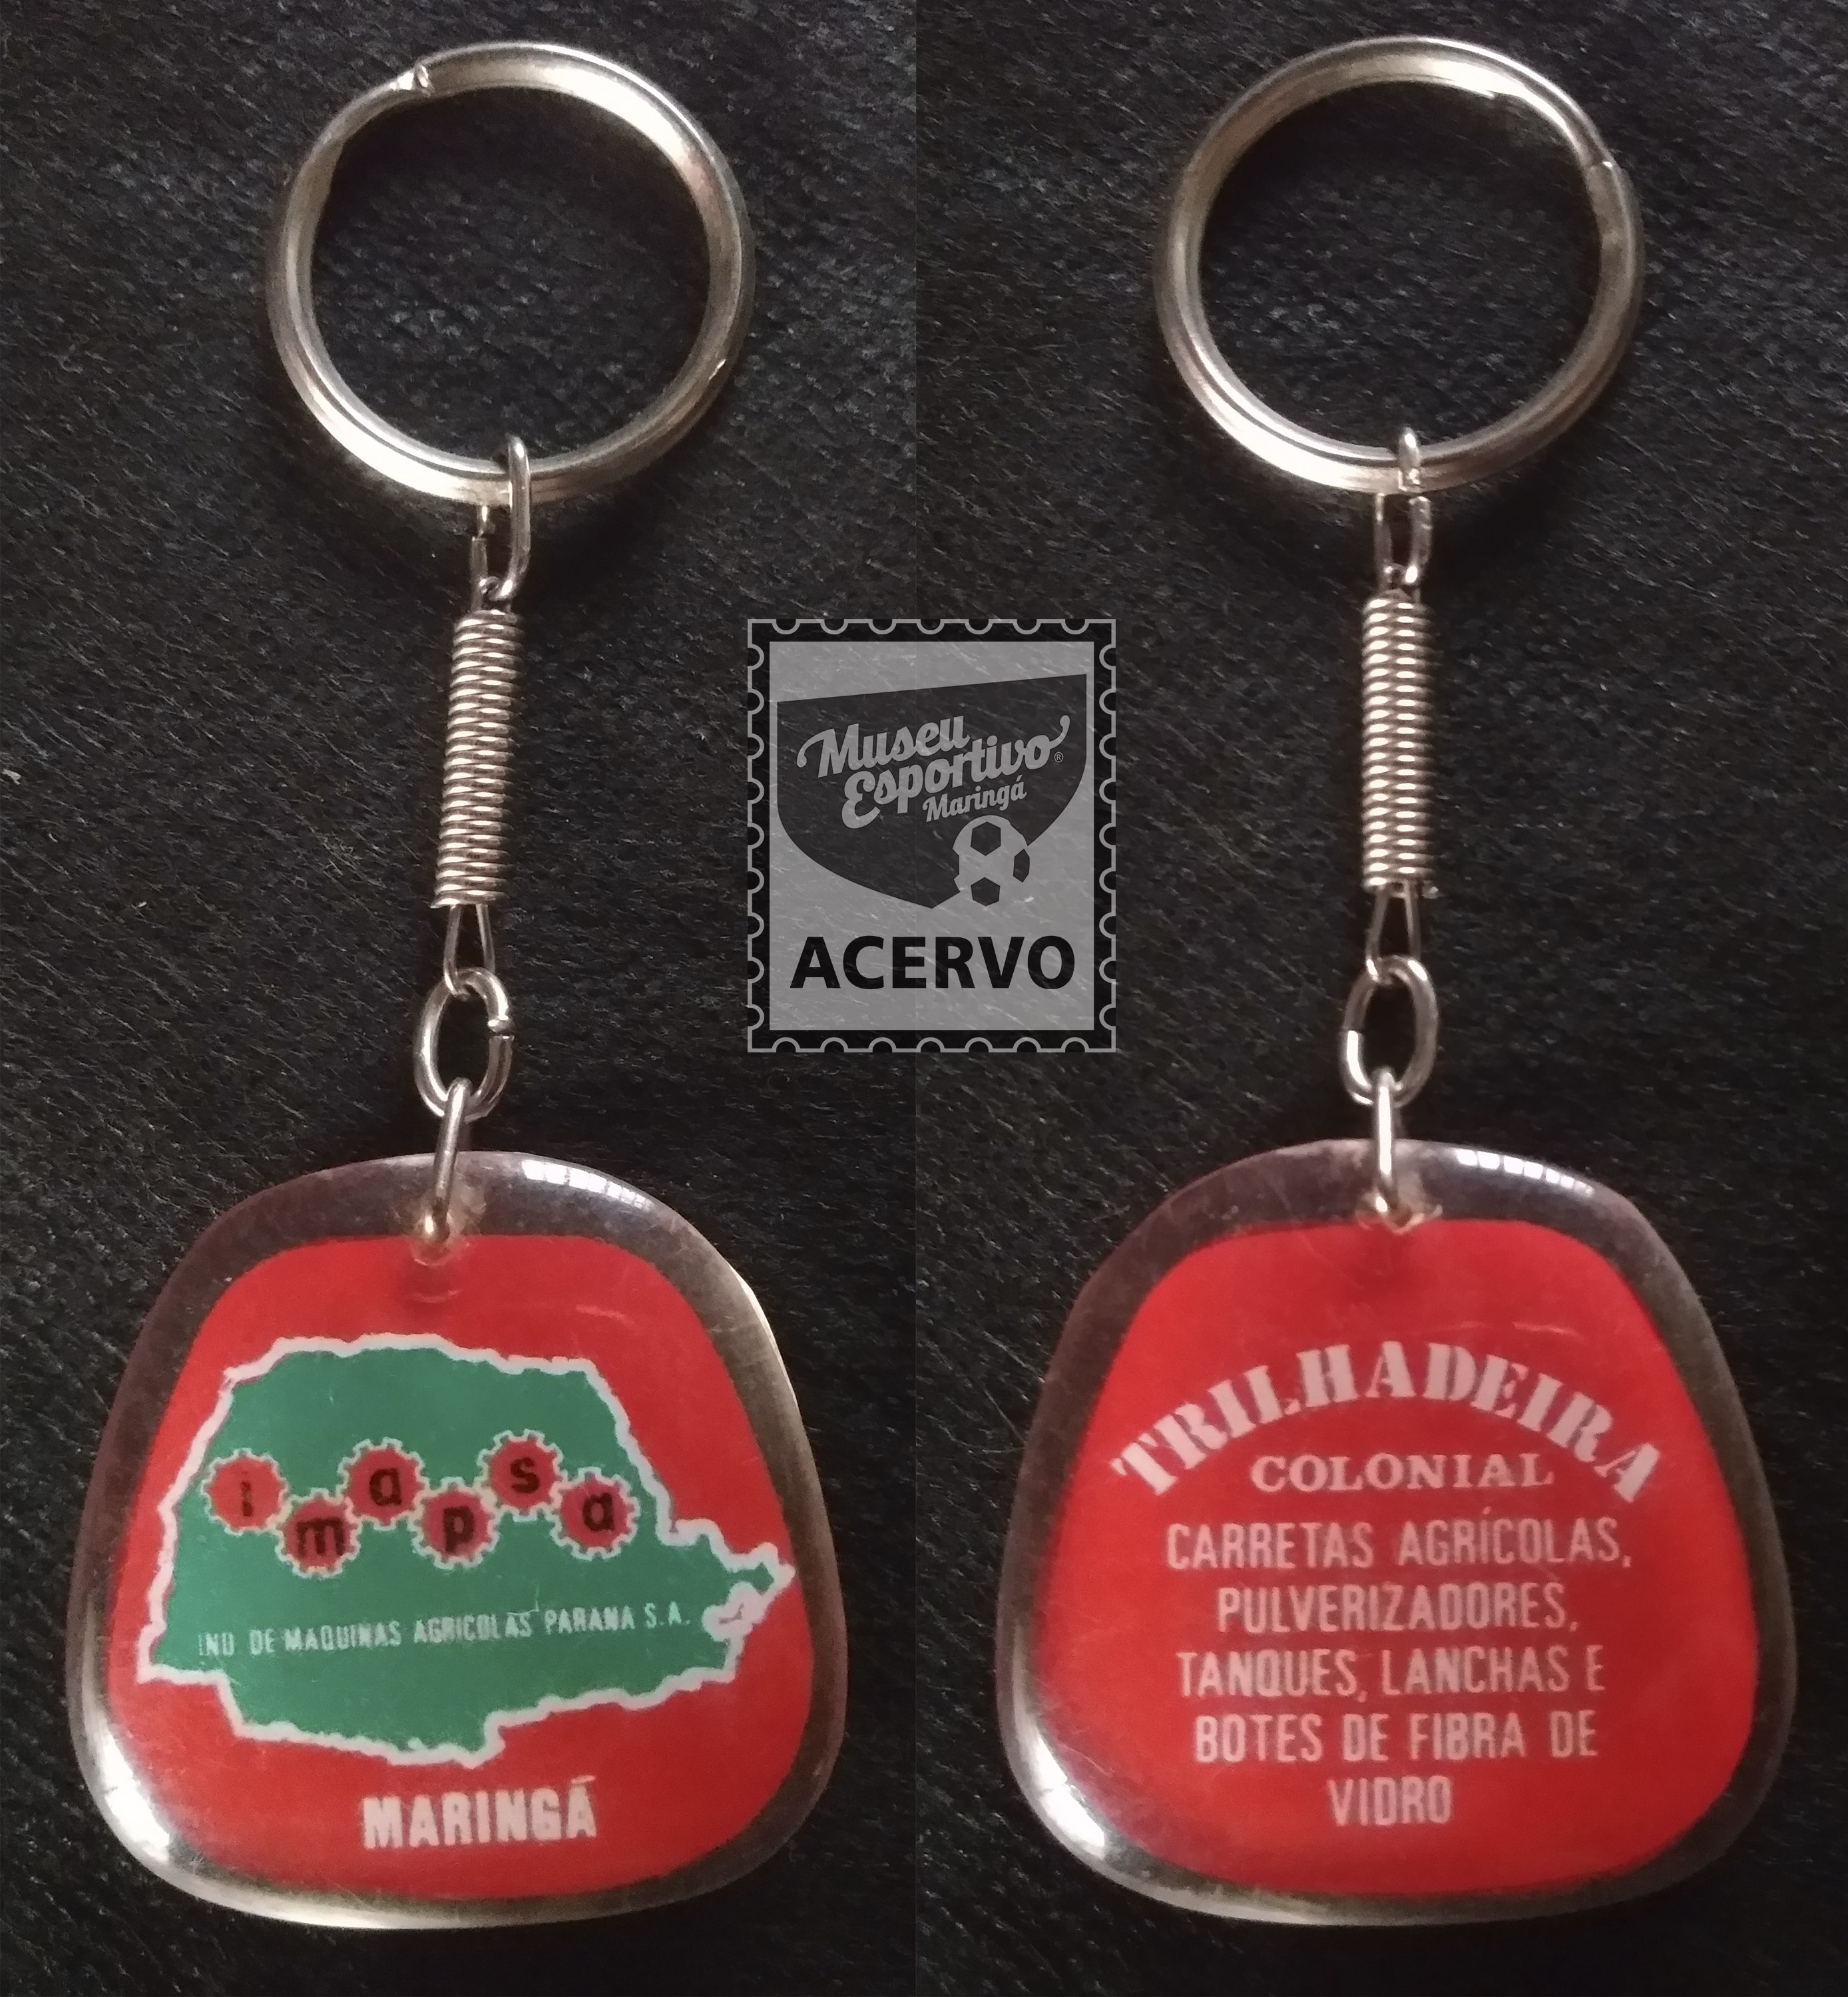 Museu
Esportivo®
Maringá
ACERVO
imapsa
IND. DE MAQUINAS AGRICOLAS PARANA S.A.
MARINGÁ
TRILHADEIRA
COLONIAL
CARRETAS AGRÍCOLAS,
PULVERIZADORES,
TANQUES, LANCHAS E
BOTES DE FIBRA DE
VIDRO